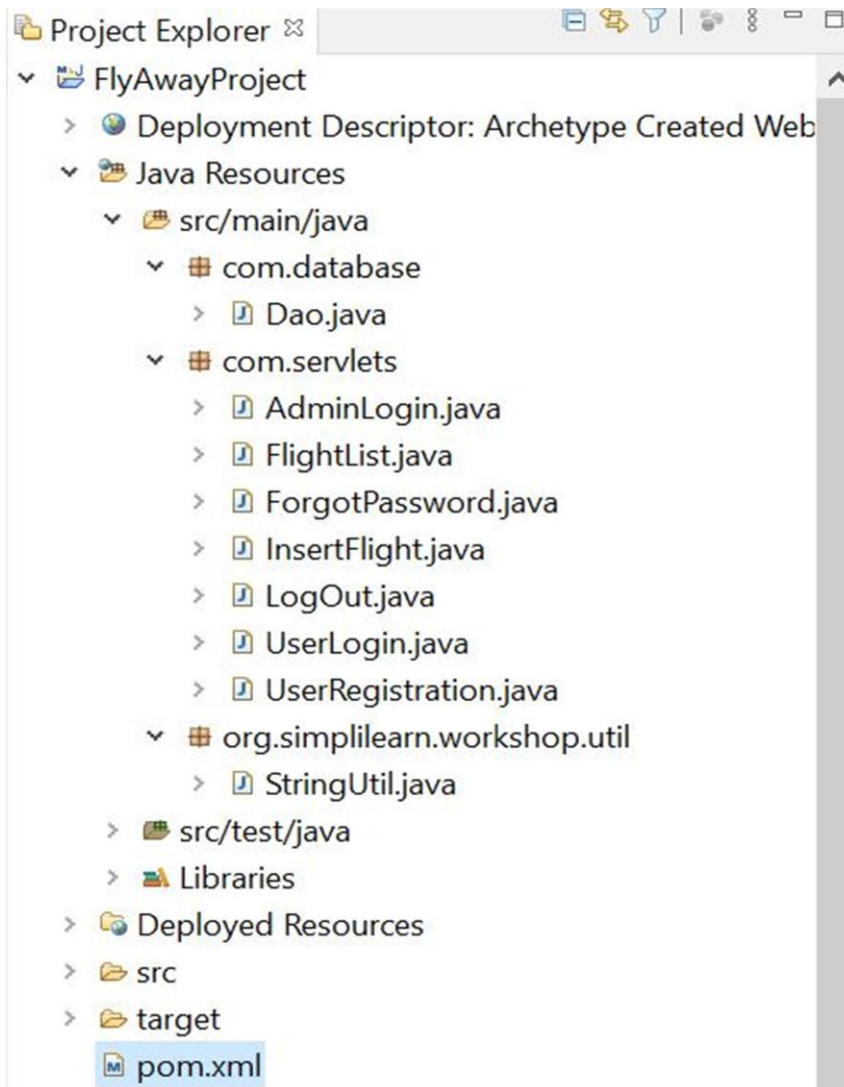 Project Explorer
FlyAwayProject
Deployment Descriptor: Archetype Created Web
Java Resources
src/main/java
com.database
Dao.java
com.servlets
AdminLogin.java
FlightList.java
ForgotPassword.java
InsertFlight.java
LogOut.java
UserLogin.java
UserRegistration.java
org.simplilearn.workshop.util
StringUtil.java
src/test/java
Libraries
Deployed Resources
src
target
pom.xml